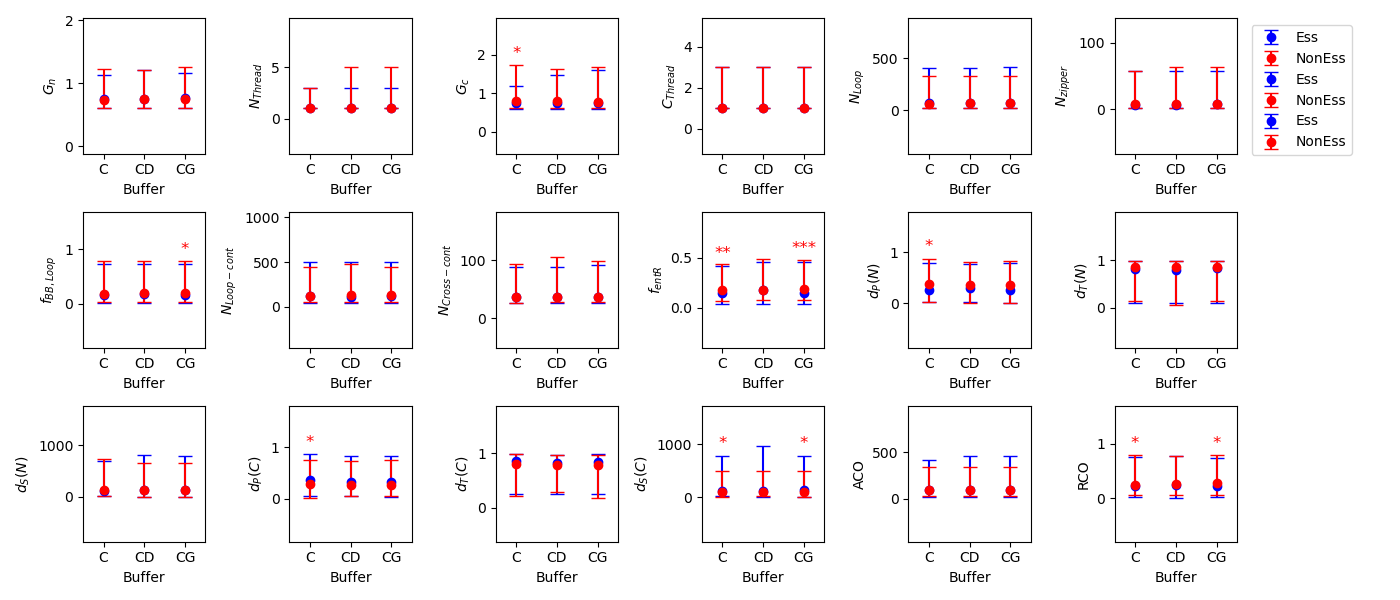 2
1
0
G_n
C CD CG
Buffer
5
0
N_Thread
C CD CG
Buffer
2
1
0
G_c
*
C CD CG
Buffer
4
2
0
C_Thread
C CD CG
Buffer
500
0
N_Loop
C CD CG
Buffer
100
0
N_zipper
C CD CG
Buffer
Ess
NonEss
Ess
NonEss
Ess
NonEss
1
0
f_BB,Loop
*
C CD CG
Buffer
1000
500
0
N_Loop-cont
C CD CG
Buffer
100
0
N_Cross-cont
C CD CG
Buffer
0.5
0.0
f_entR
** ***
C CD CG
Buffer
1
0
d_P(N)
*
C CD CG
Buffer
1
0
d_T(N)
C CD CG
Buffer
1000
0
d_S(N)
C CD CG
Buffer
1
0
d_P(C)
*
C CD CG
Buffer
1
0
d_T(C)
C CD CG
Buffer
1000
0
d_S(C)
* *
C CD CG
Buffer
500
0
ACO
C CD CG
Buffer
1
0
RCO
* *
C CD CG
Buffer